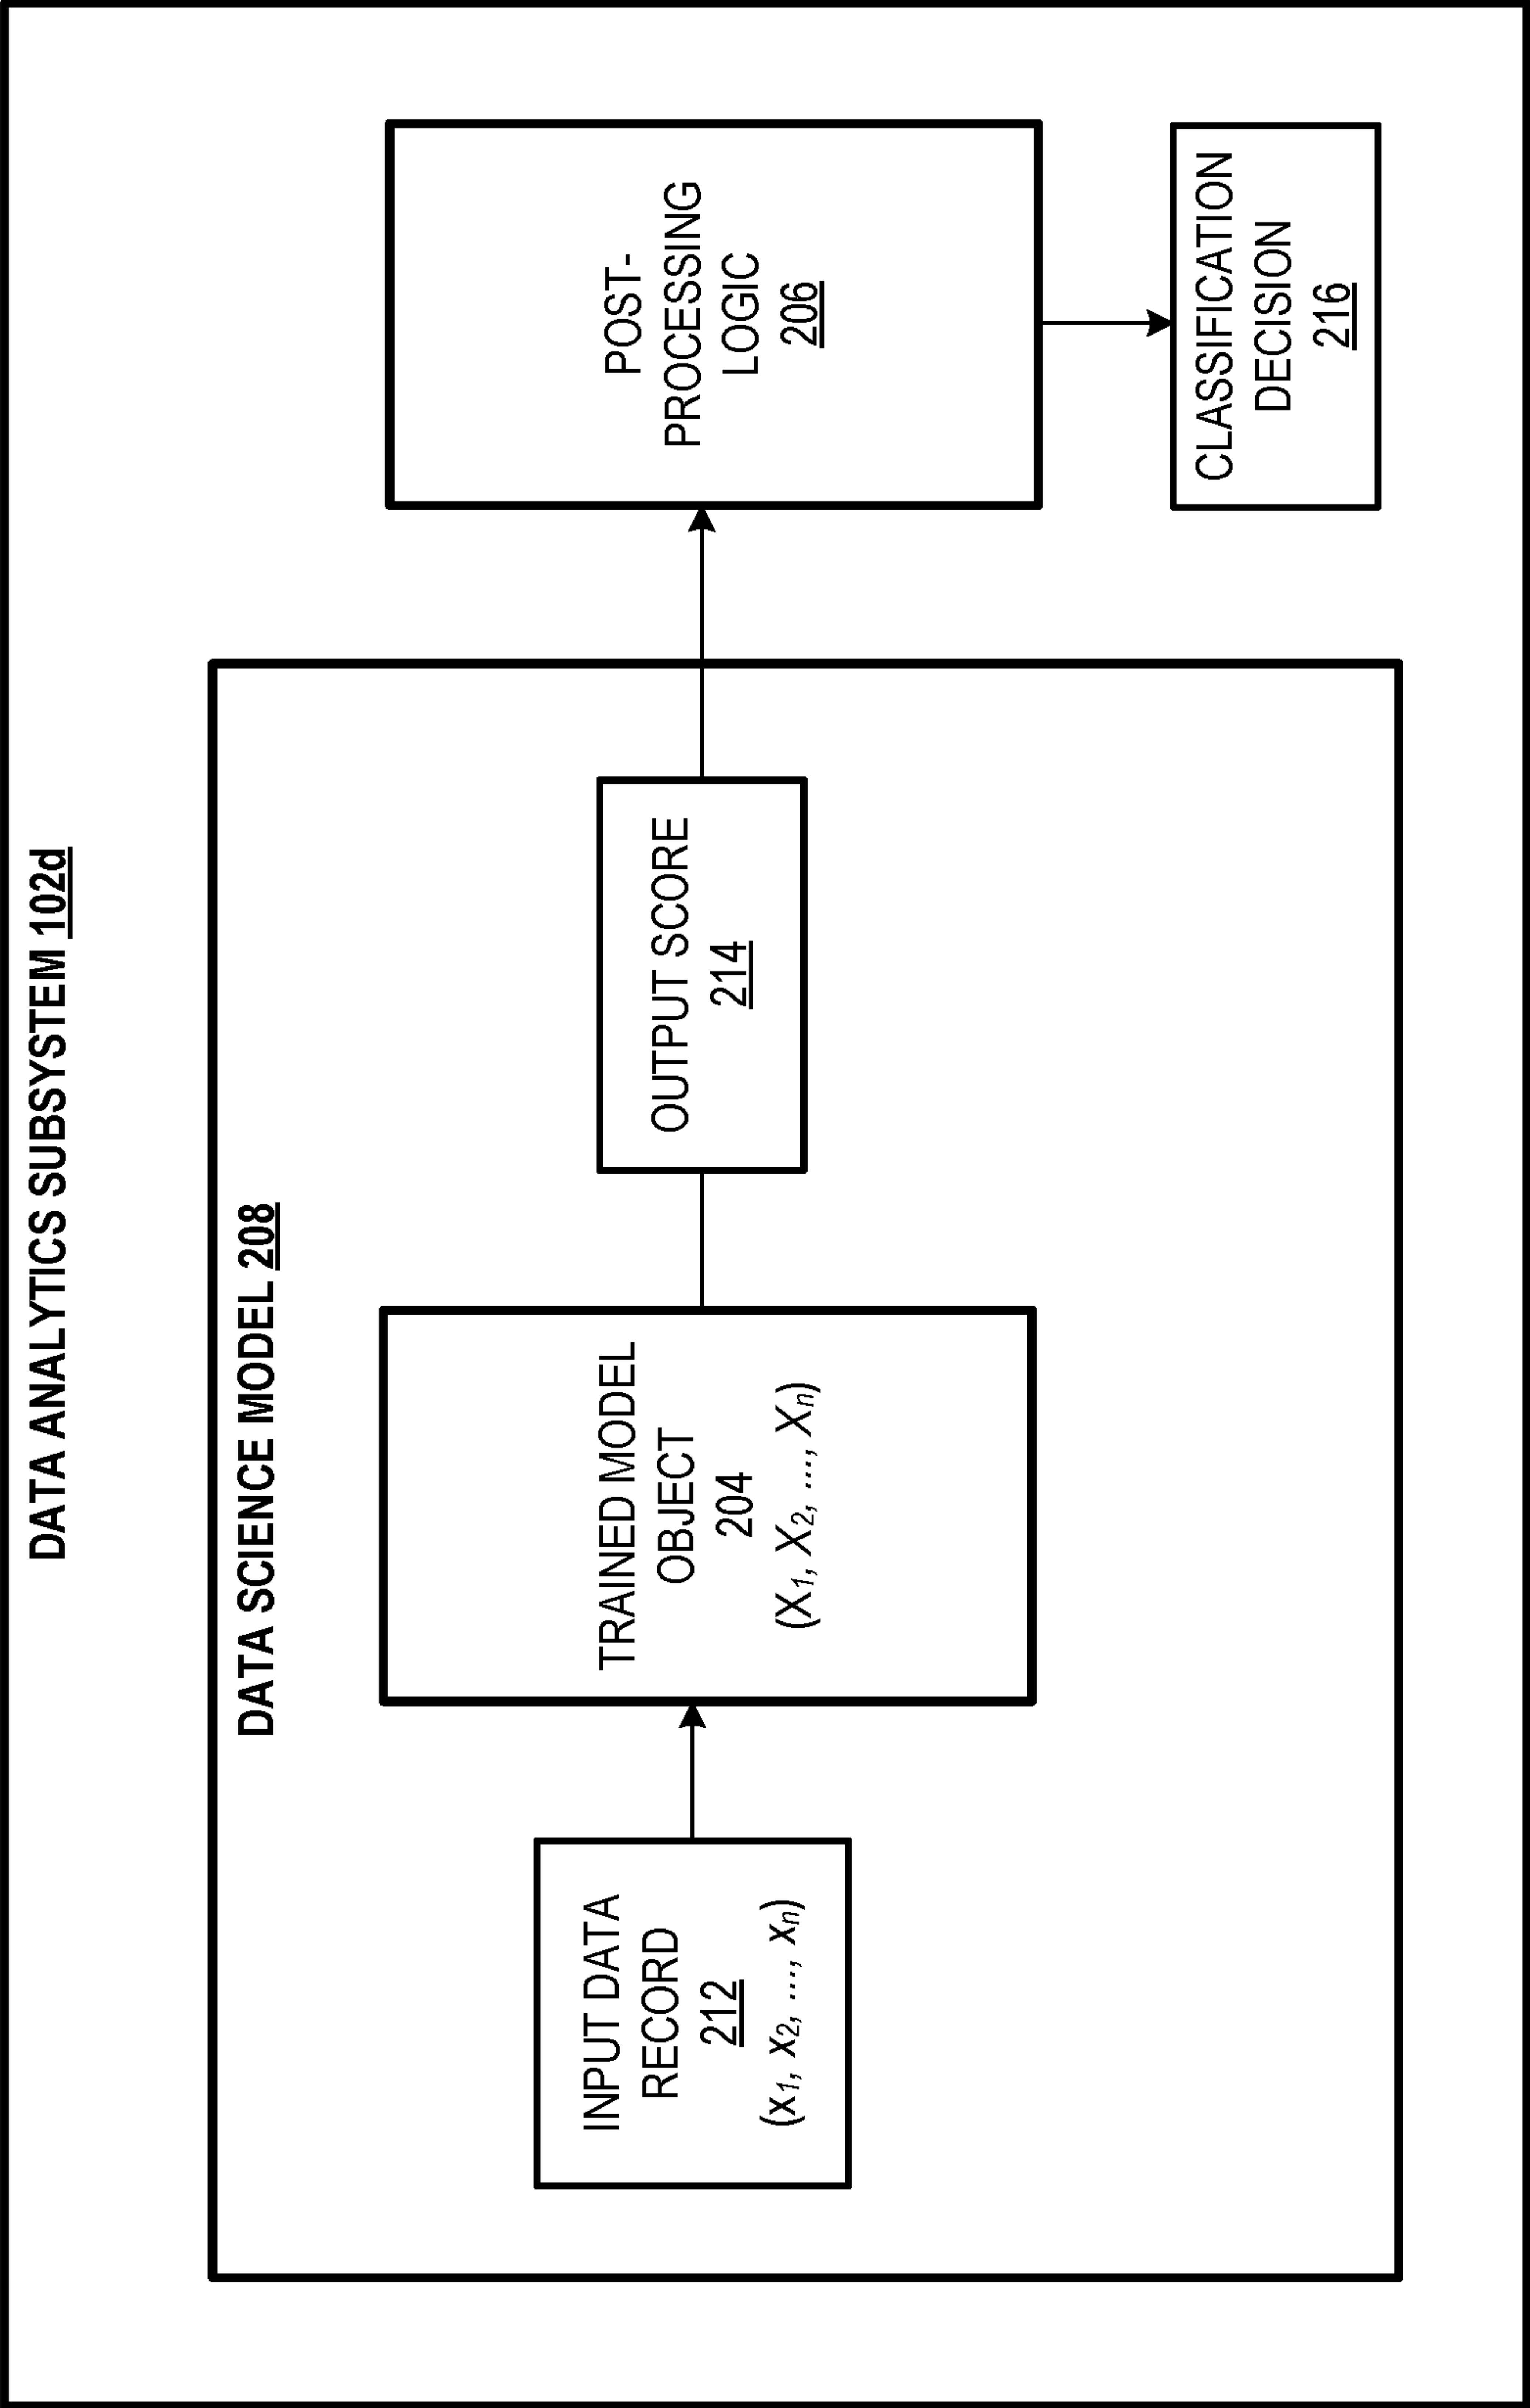 DATA ANALYTICS SUBSYSTEM 102d
DATA SCIENCE MODEL 208
INPUT DATA
RECORD
212
(x1, x2, ..., xn)
TRAINED MODEL
OBJECT
204
(X1, X2, ..., Xn)
OUTPUT SCORE
214
POST-
PROCESSING
LOGIC
206
CLASSIFICATION
DECISION
216